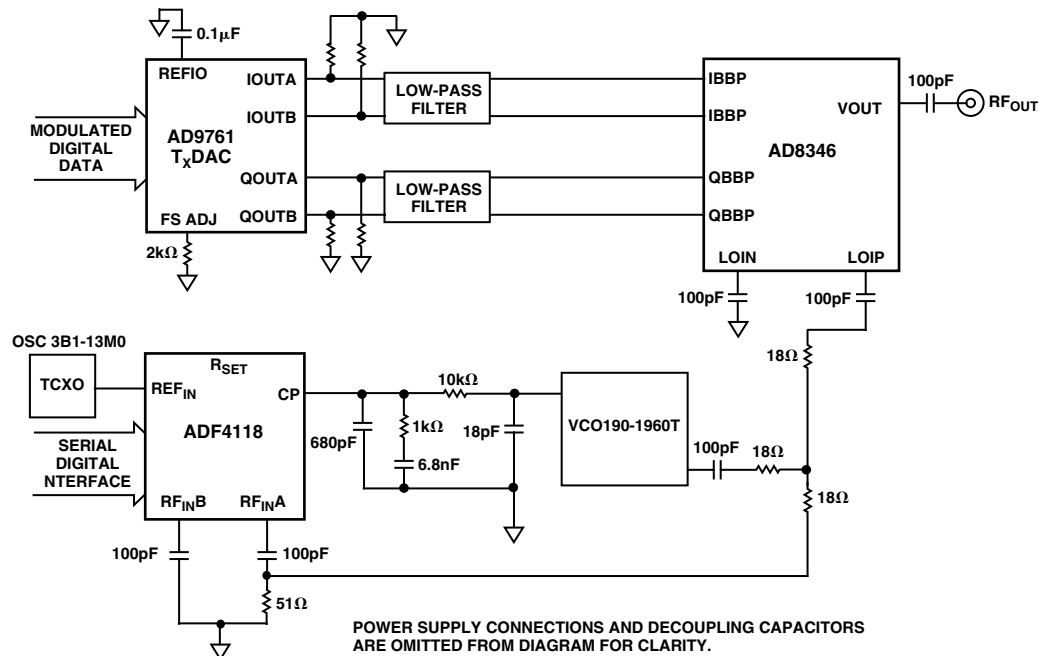 0.1μF
REFIO
IOUTA
IOUTB
AD9761
TXDAC
QOUTA
QOUTB
FS ADJ
2kΩ
MODULATED
DIGITAL
DATA
LOW-PASS
FILTER
LOW-PASS
FILTER
IBBP
IBBP
QBBP
QBBP
AD8346
VOUT
LOIN
LOIP
100pF
RFOUT
100pF
100pF
18Ω
OSC 3B1-13M0
TCXO
RSET
REFIN
CP
ADF4118
RFINB
RFINA
SERIAL
DIGITAL
NTERFACE
10kΩ
1kΩ
680pF
18pF
6.8nF
VCO190-1960T
100pF
18Ω
18Ω
100pF
100pF
51Ω
POWER SUPPLY CONNECTIONS AND DECOUPLING CAPACITORS
ARE OMITTED FROM DIAGRAM FOR CLARITY.